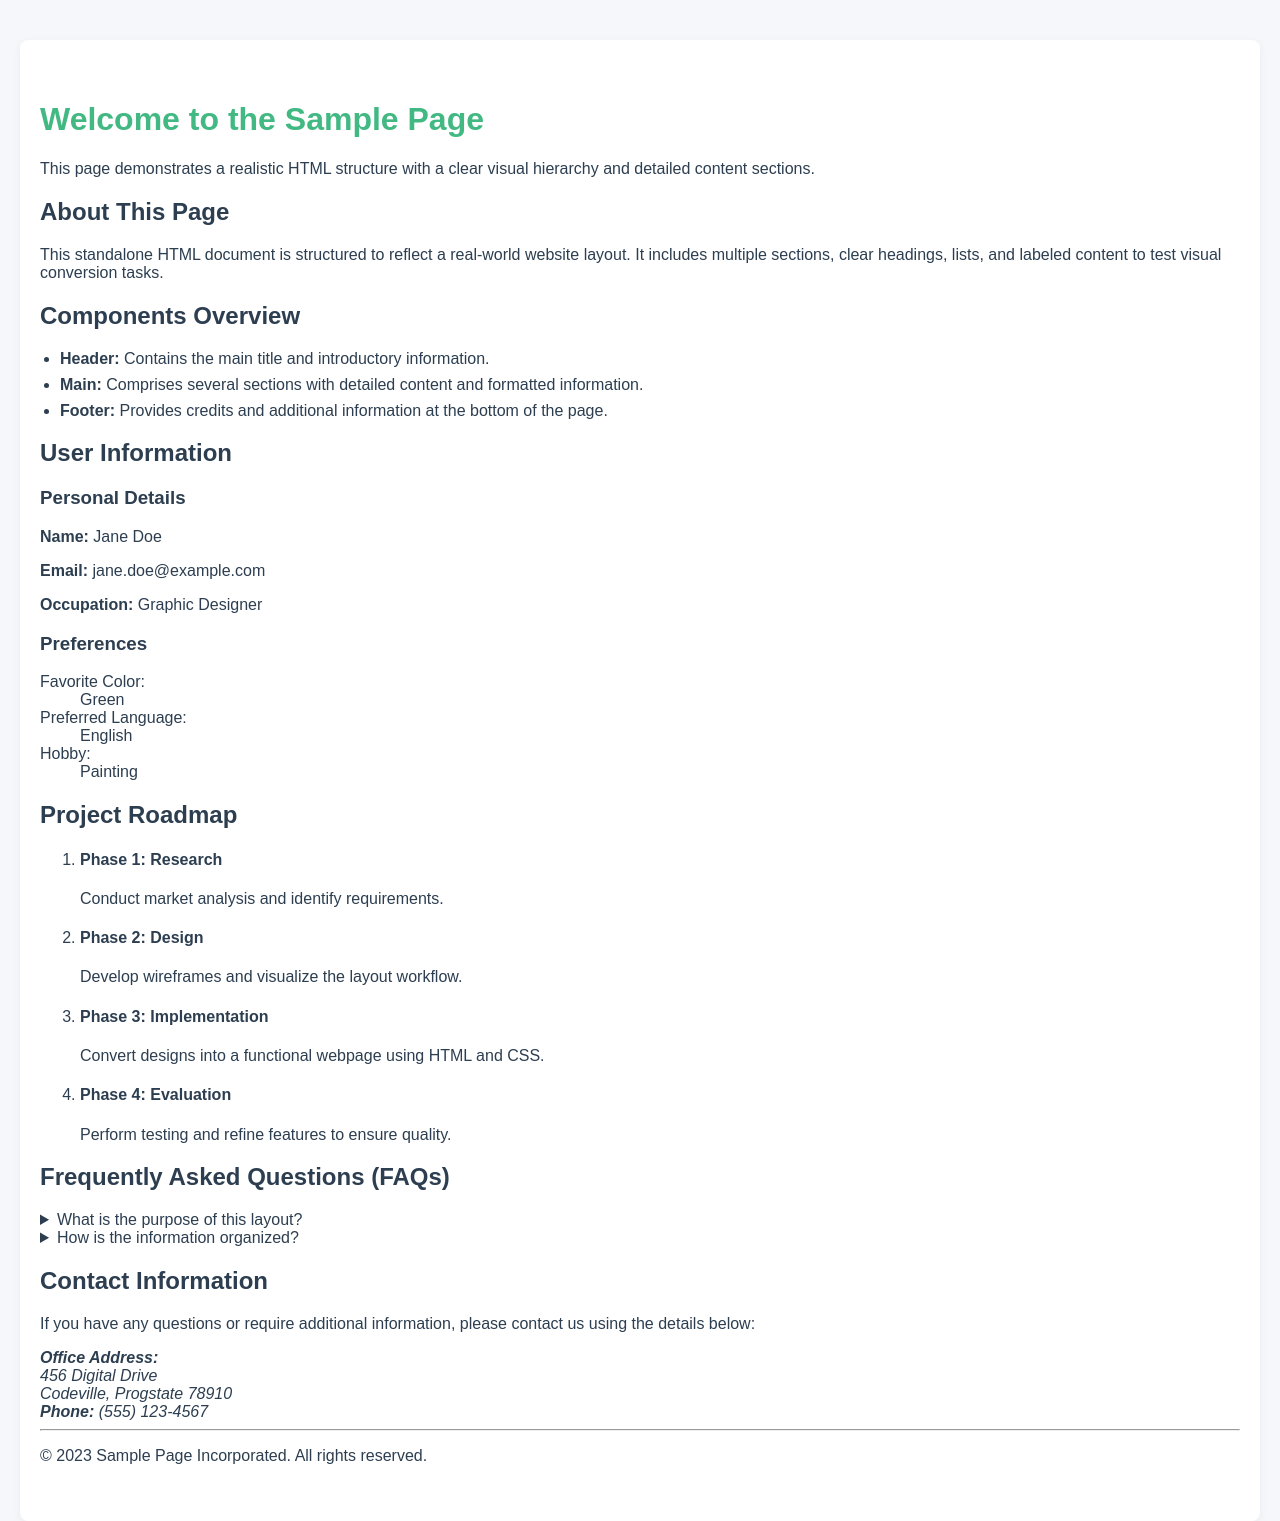 Welcome to the Sample Page
This page demonstrates a realistic HTML structure with a clear visual hierarchy and detailed content sections.
About This Page
This standalone HTML document is structured to reflect a real-world website layout. It includes multiple sections, clear headings, lists, and labeled content to test visual
conversion tasks.
Components Overview
• Header: Contains the main title and introductory information.
• Main: Comprises several sections with detailed content and formatted information.
• Footer: Provides credits and additional information at the bottom of the page.
User Information
Personal Details
Name: Jane Doe
Email: jane.doe@example.com
Occupation: Graphic Designer
Preferences
Favorite Color:
Green
Preferred Language:
English
Hobby:
Painting
Project Roadmap
1. Phase 1: Research
Conduct market analysis and identify requirements.
2. Phase 2: Design
Develop wireframes and visualize the layout workflow.
3. Phase 3: Implementation
Convert designs into a functional webpage using HTML and CSS.
4. Phase 4: Evaluation
Perform testing and refine features to ensure quality.
Frequently Asked Questions (FAQs)
▶ What is the purpose of this layout?
▶ How is the information organized?
Contact Information
If you have any questions or require additional information, please contact us using the details below:
Office Address:
456 Digital Drive
Codeville, Progstate 78910
Phone: (555) 123-4567
© 2023 Sample Page Incorporated. All rights reserved.